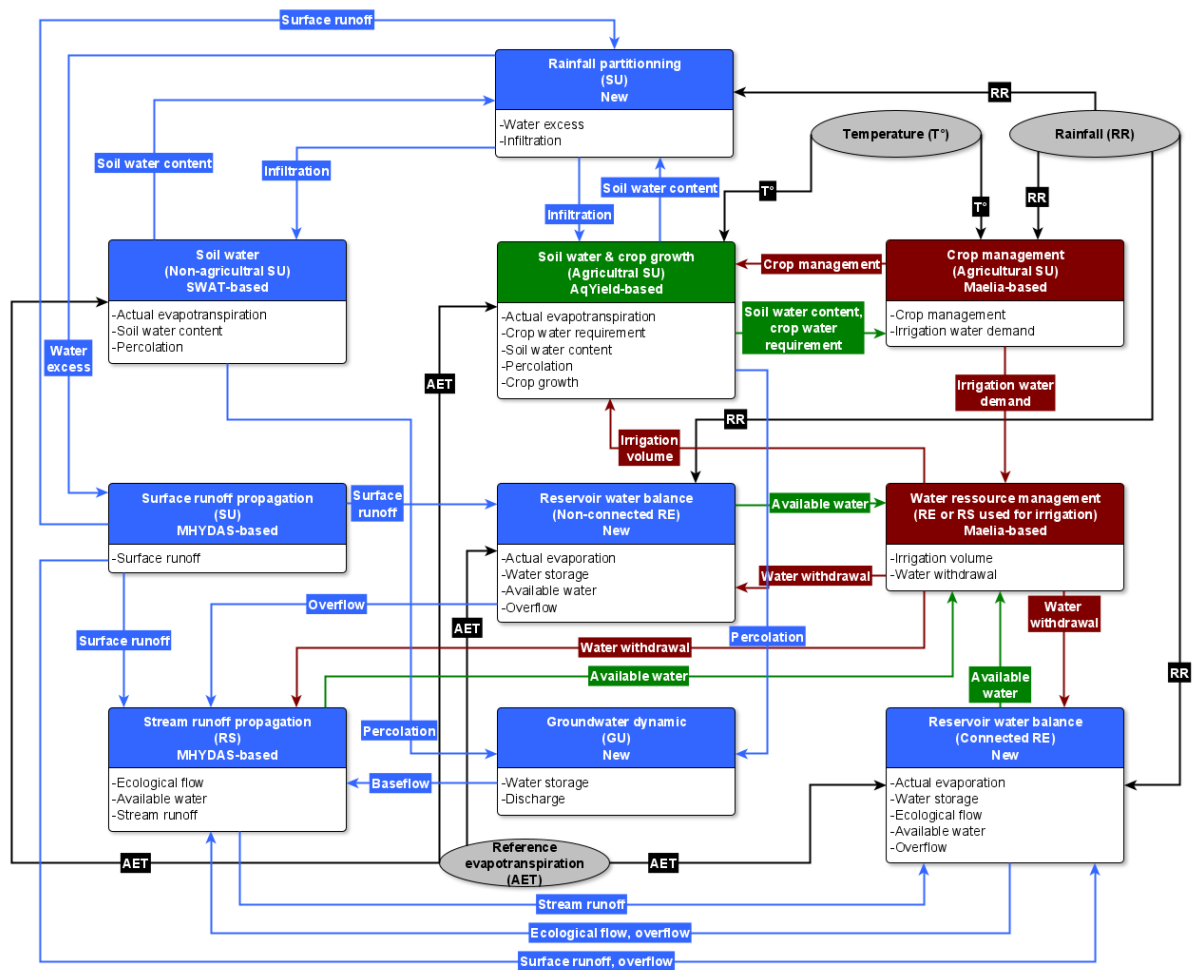 Surface runoff
Rainfall partitionning
(SU)
New
-Water excess
-Infiltration
RR
Temperature (T°)
Rainfall (RR)
Soil water content
Infiltration
Soil water content
T°
RR
T°
Infiltration
Soil water
(Non-agricultral SU)
SWAT-based
-Actual evapotranspiration
-Soil water content
-Percolation
Soil water & crop growth
(Agricultral SU)
AqYield-based
-Actual evapotranspiration
-Crop water requirement
-Soil water content
-Percolation
-Crop growth
Crop management
Crop management
(Agricultural SU)
Maelia-based
-Crop management
-Irrigation water demand
Soil water content,
crop water
requirement
Water
excess
AET
Irrigation water
demand
RR
Irrigation
volume
Surface runoff propagation
(SU)
MHYDAS-based
-Surface runoff
Surface
runoff
Reservoir water balance
(Non-connected RE)
New
-Actual evaporation
-Water storage
-Available water
-Overflow
Available water
Water ressource management
(RE or RS used for irrigation)
Maelia-based
-Irrigation volume
-Water withdrawal
Water withdrawal
Overflow
Water
withdrawal
AET
Surface runoff
Percolation
Water withdrawal
Available water
Available
water
RR
Stream runoff propagation
(RS)
MHYDAS-based
-Ecological flow
-Available water
-Stream runoff
Percolation
Groundwater dynamic
(GU)
New
-Water storage
-Discharge
Baseflow
Reservoir water balance
(Connected RE)
New
-Actual evaporation
-Water storage
-Ecological flow
-Available water
-Overflow
AET
Reference
evapotranspiration
(AET)
AET
Stream runoff
Ecological flow, overflow
Surface runoff, overflow